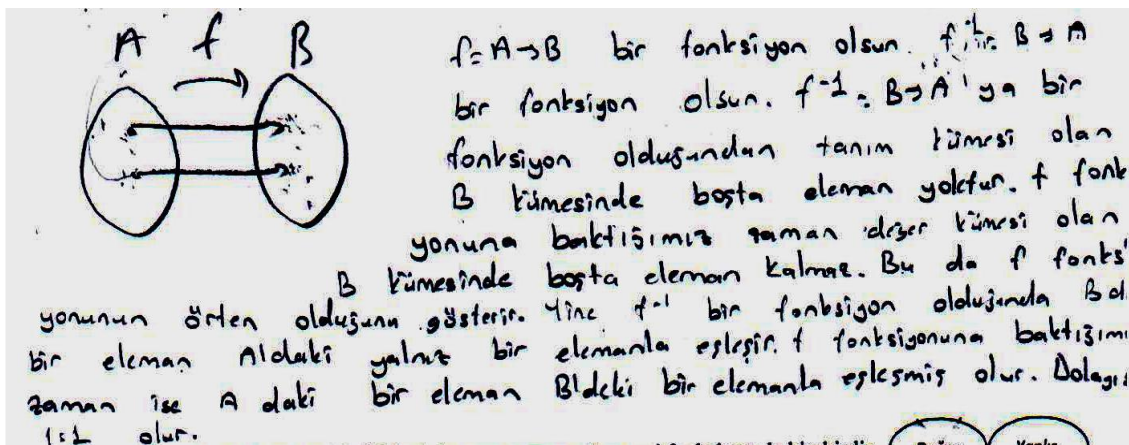 A f B
f: A→B bir fonksiyon olsun. f⁻¹: B→A
bir fonksiyon olsun. f⁻¹: B→A'ya bir
fonksiyon olduğundan tanım kümesi olan
B kümesinde boşta eleman yoktur. f fonk
yonuna baktığımız zaman değer kümesi olan
B kümesinde boşta eleman kalmaz. Bu da f fonks
yonunun örten olduğunu gösterir. Yine f⁻¹ bir fonksiyon olduğunda B d
bir eleman A'daki yalnız bir elemanla eşleşir. f fonksiyonuna baktığımı
zaman ise A daki bir eleman B'deki bir elemanla eşleşmiş olur. Dolayı
1:1 olur.